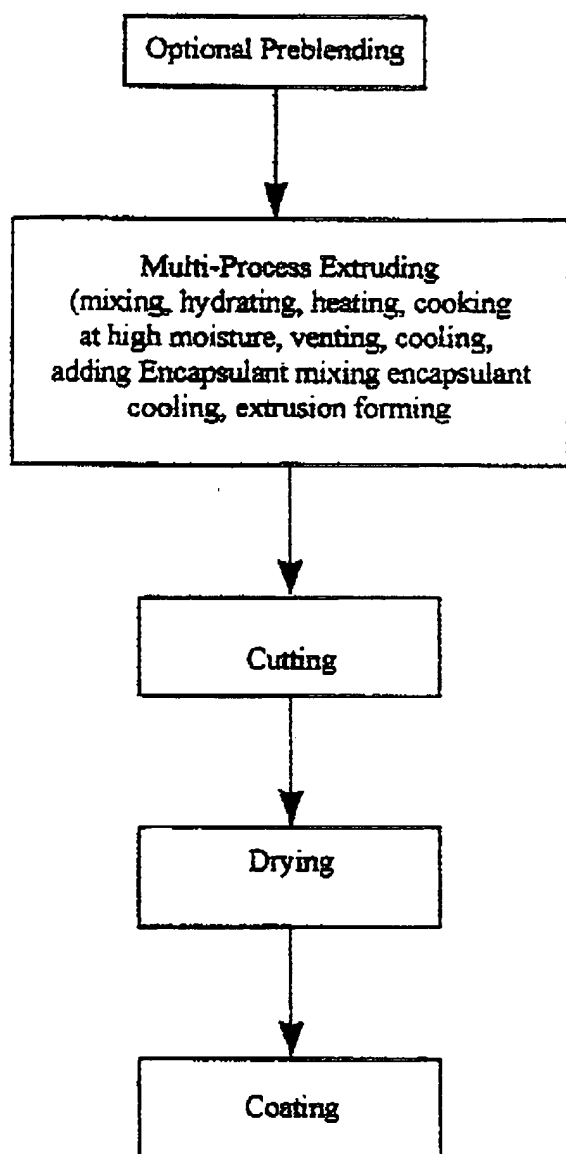 Optional Preblending
Multi-Process Extruding
(mixing, hydrating, heating, cooking
at high moisture, venting, cooling,
adding Encapsulant mixing encapsulant
cooling, extrusion forming
Cutting
Drying
Coating